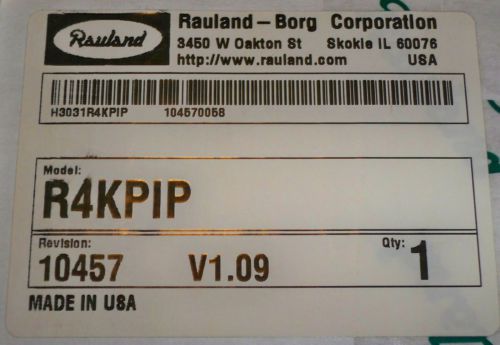 Rauland
Rauland-Borg Corporation
3450 W Oakton St Skokie IL 60076
http://www.rauland.com USA
H3031R4KPIP 104570058
Model:
R4KPIP
Revision: Qty:
10457 V1.09 1
MADE IN USA